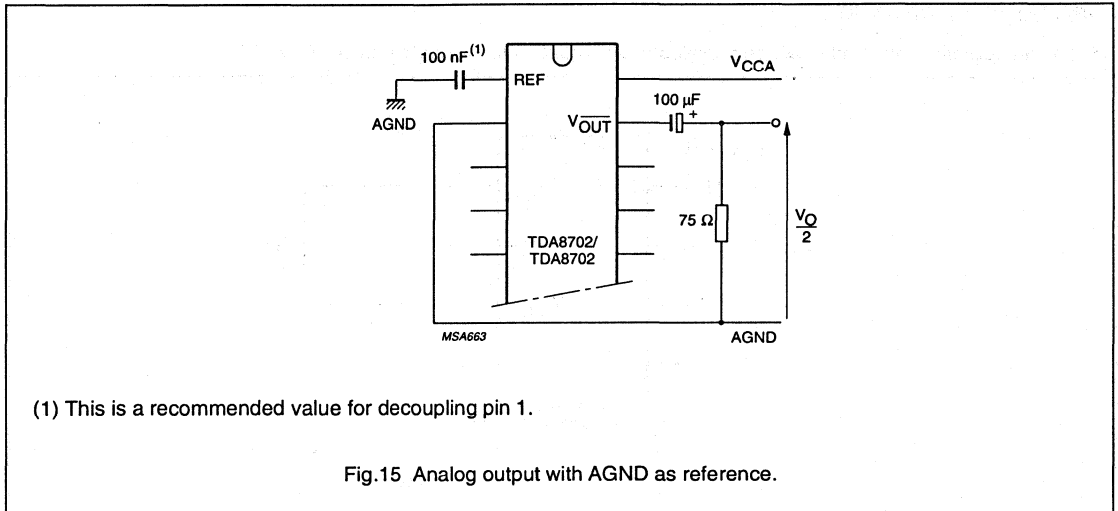 100 nF(1)
REF
VCCA
AGND
VOUT
100 µF
+
75 Ω
VO
2
TDA8702/
TDA8702
MSA663
AGND
(1) This is a recommended value for decoupling pin 1.
Fig.15 Analog output with AGND as reference.